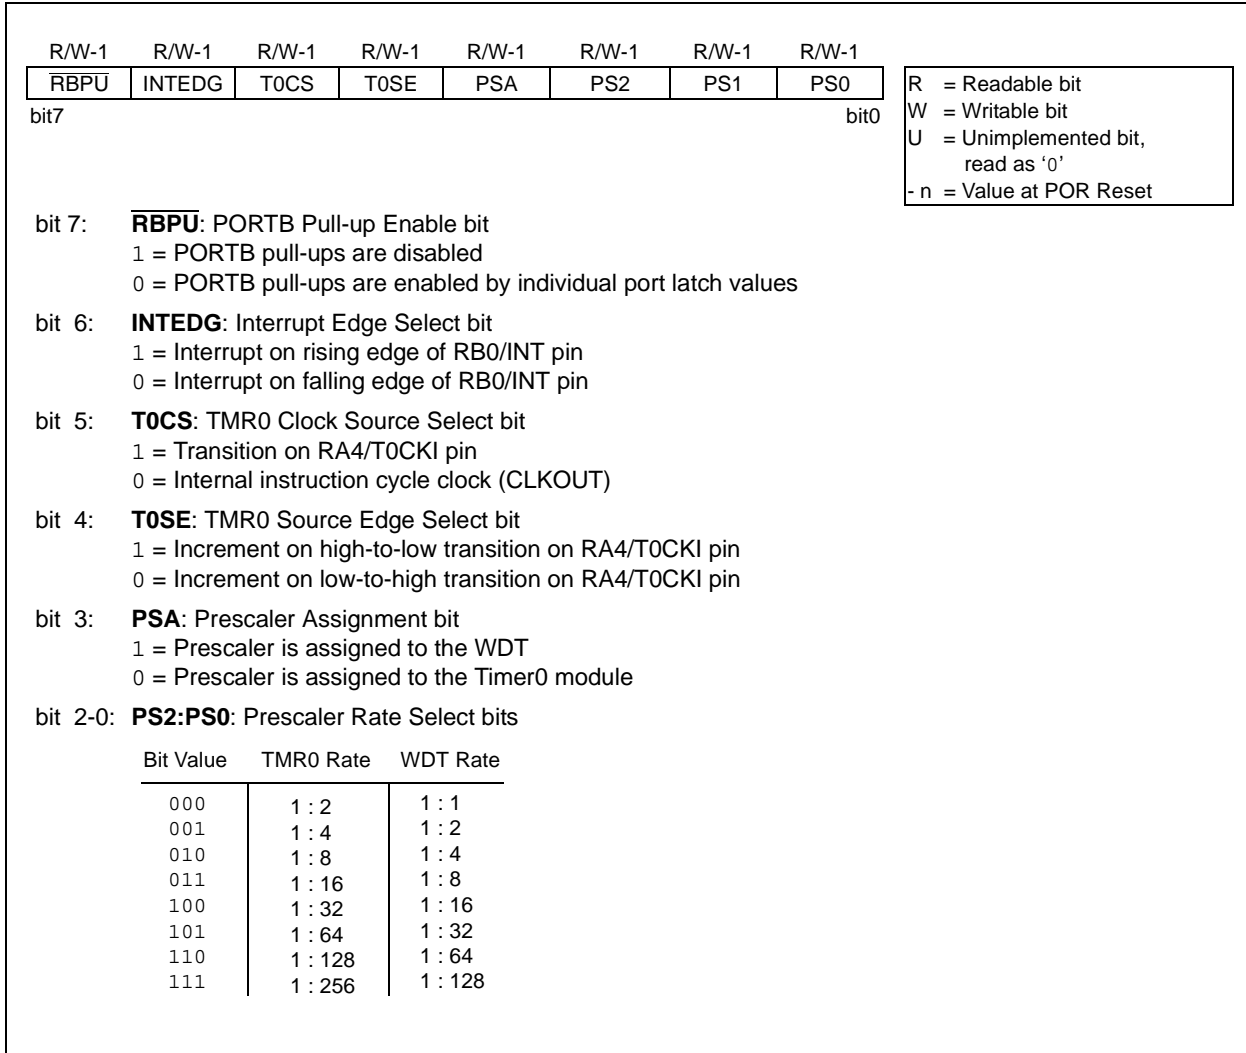 R/W-1 R/W-1 R/W-1 R/W-1 R/W-1 R/W-1 R/W-1 R/W-1
R̅B̅P̅U̅ INTEDG T0CS T0SE PSA PS2 PS1 PS0
bit7 bit0
R = Readable bit
W = Writable bit
U = Unimplemented bit,
read as ‘0’
- n = Value at POR Reset
bit 7: R̅B̅P̅U̅: PORTB Pull-up Enable bit
1 = PORTB pull-ups are disabled
0 = PORTB pull-ups are enabled by individual port latch values
bit 6: INTEDG: Interrupt Edge Select bit
1 = Interrupt on rising edge of RB0/INT pin
0 = Interrupt on falling edge of RB0/INT pin
bit 5: T0CS: TMR0 Clock Source Select bit
1 = Transition on RA4/T0CKI pin
0 = Internal instruction cycle clock (CLKOUT)
bit 4: T0SE: TMR0 Source Edge Select bit
1 = Increment on high-to-low transition on RA4/T0CKI pin
0 = Increment on low-to-high transition on RA4/T0CKI pin
bit 3: PSA: Prescaler Assignment bit
1 = Prescaler is assigned to the WDT
0 = Prescaler is assigned to the Timer0 module
bit 2-0: PS2:PS0: Prescaler Rate Select bits
Bit Value TMR0 Rate WDT Rate
000 1 : 2 1 : 1
001 1 : 4 1 : 2
010 1 : 8 1 : 4
011 1 : 16 1 : 8
100 1 : 32 1 : 16
101 1 : 64 1 : 32
110 1 : 128 1 : 64
111 1 : 256 1 : 128